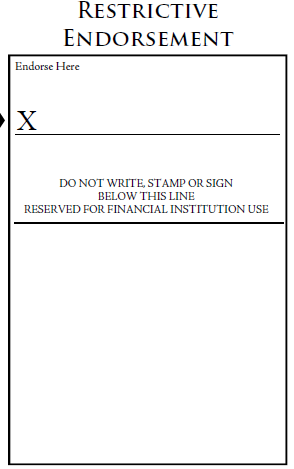 RESTRICTIVE
ENDORSEMENT
Endorse Here
X
DO NOT WRITE, STAMP OR SIGN
BELOW THIS LINE
RESERVED FOR FINANCIAL INSTITUTION USE